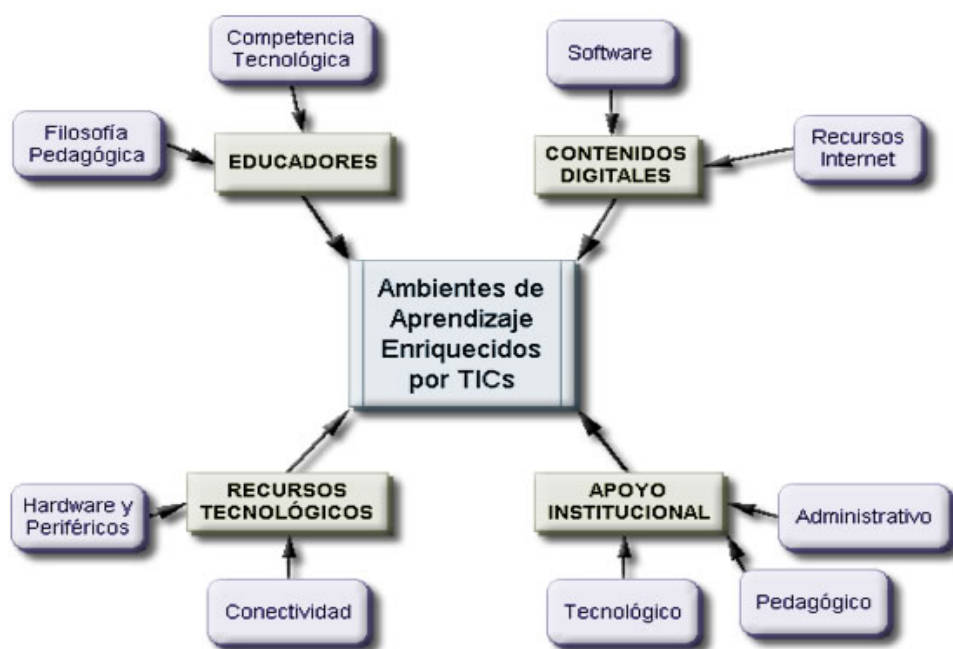 Competencia
Tecnológica
Software
Filosofía
Pedagógica
EDUCADORES
CONTENIDOS
DIGITALES
Recursos
Internet
Ambientes de
Aprendizaje
Enriquecidos
por TICs
Hardware y
Periféricos
RECURSOS
TECNOLÓGICOS
APOYO
INSTITUCIONAL
Administrativo
Conectividad
Tecnológico
Pedagógico